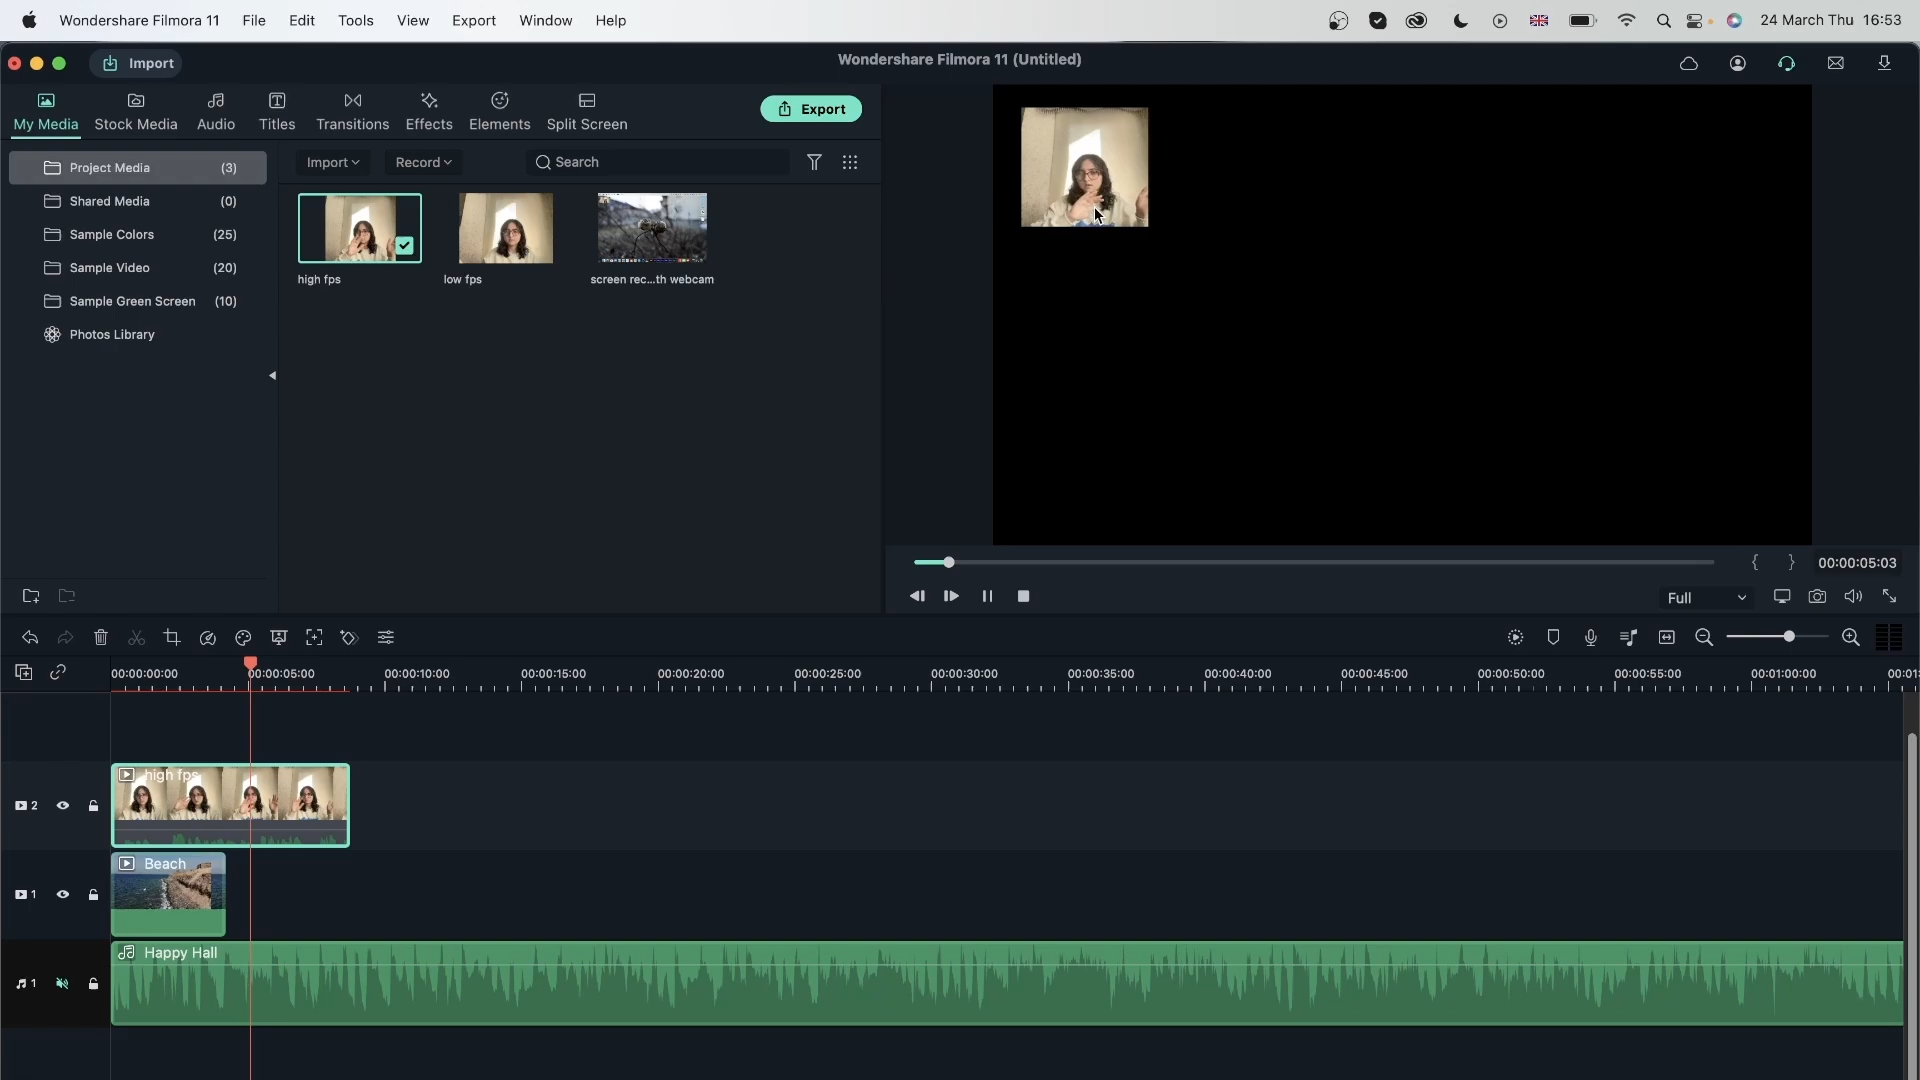 Wondershare Filmora 11 File Edit Tools View Export Window Help 24 March Thu 16:53
Import Wondershare Filmora 11 (Untitled)
My Media Stock Media Audio Titles Transitions Effects Elements Split Screen Export
Project Media (3) Import Record Search
Shared Media (0)
Sample Colors (25)
Sample Video (20)
high fps low fps screen rec...th webcam
Sample Green Screen (10)
Photos Library
{ } 00:00:05:03
Full
00:00:00:00 00:00:05:00 00:00:10:00 00:00:15:00 00:00:20:00 00:00:25:00 00:00:30:00 00:00:35:00 00:00:40:00 00:00:45:00 00:00:50:00 00:00:55:00 00:01:00:00 00:01
high fps
2
Beach
1
Happy Hall
1